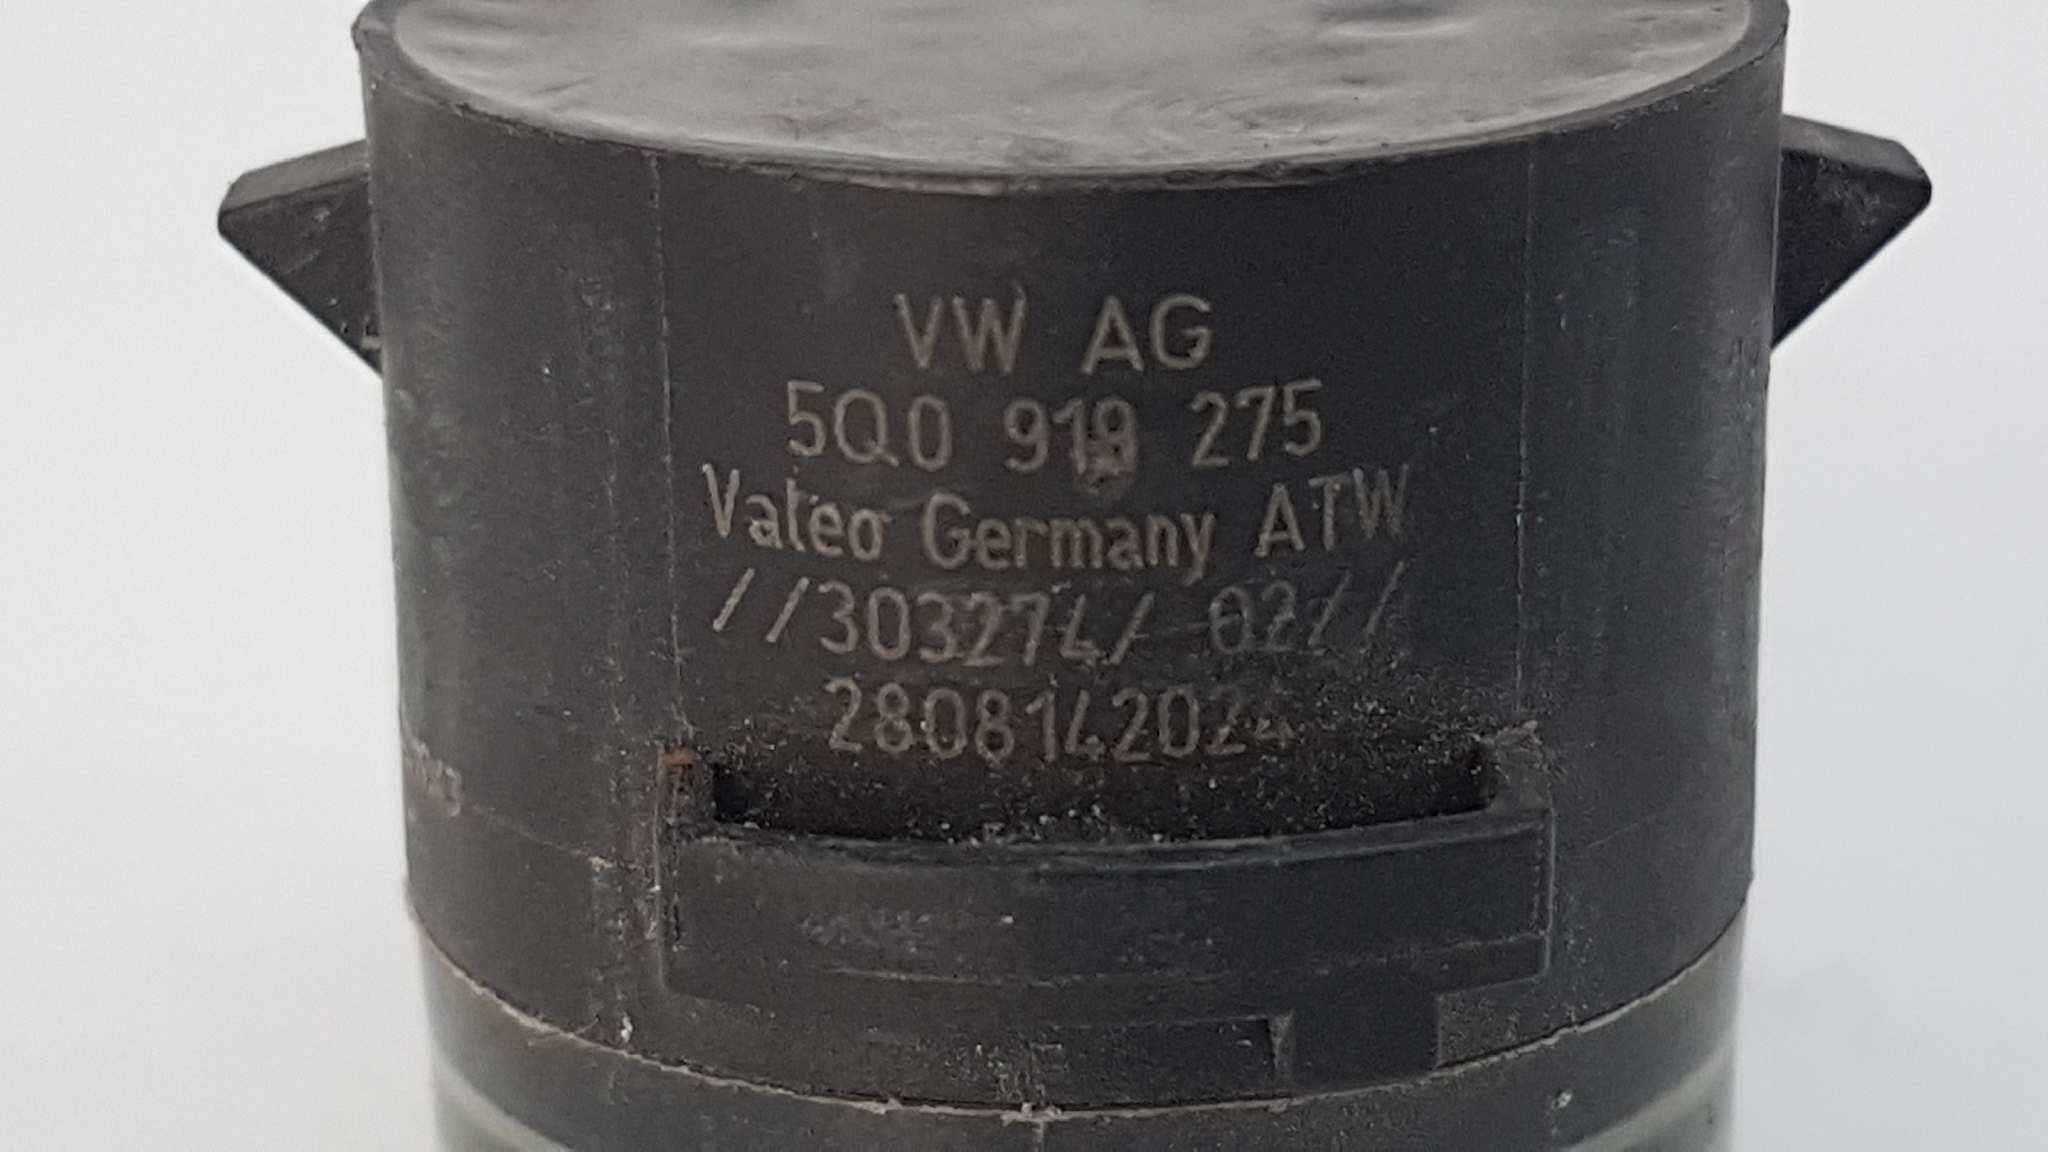 VW AG
5Q0 919 275
Valeo Germany ATW
//303274/ 02//
2808142024